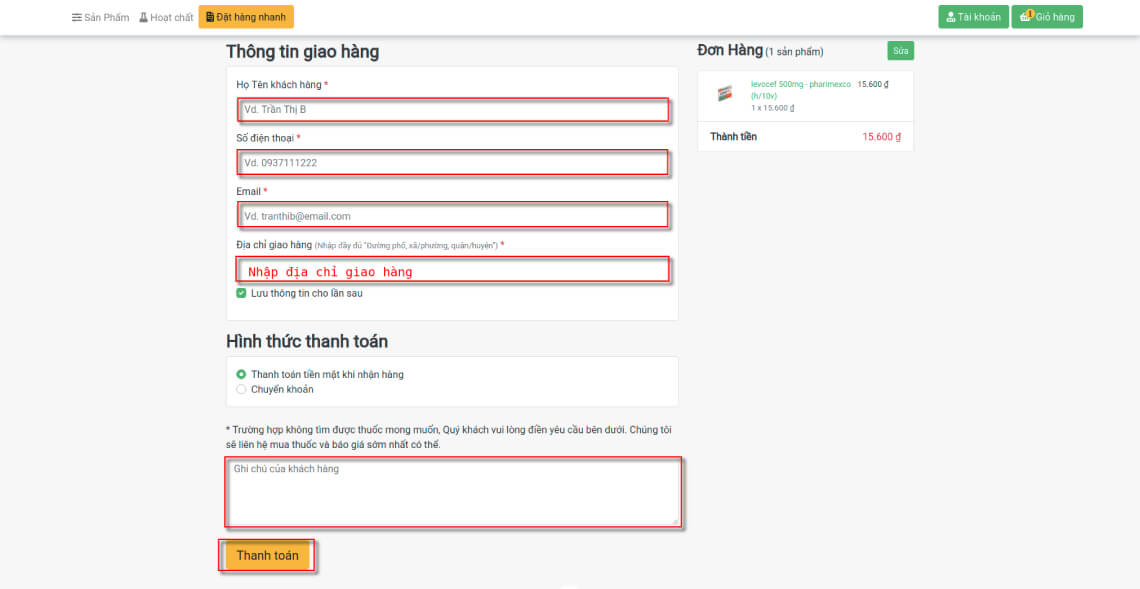 Sản Phẩm Hoạt chất Đặt hàng nhanh Tài khoản 1 Giỏ hàng
Thông tin giao hàng
Họ Tên khách hàng *
Vd. Trần Thị B
Số điện thoại *
Vd. 0937111222
Email *
Vd. tranthib@email.com
Địa chỉ giao hàng (Nhập đầy đủ "Đường phố, xã/phường, quận/huyện") *
Nhập địa chỉ giao hàng
Lưu thông tin cho lần sau
Hình thức thanh toán
Thanh toán tiền mặt khi nhận hàng
Chuyển khoản
* Trường hợp không tìm được thuốc mong muốn, Quý khách vui lòng điền yêu cầu bên dưới. Chúng tôi
sẽ liên hệ mua thuốc và báo giá sớm nhất có thể.
Ghi chú của khách hàng
Thanh toán
Đơn Hàng (1 sản phẩm) Sửa
levocef 500mg - pharimexco 15.600 ₫
(h/10v)
1 x 15.600 ₫
Thành tiền 15.600 ₫